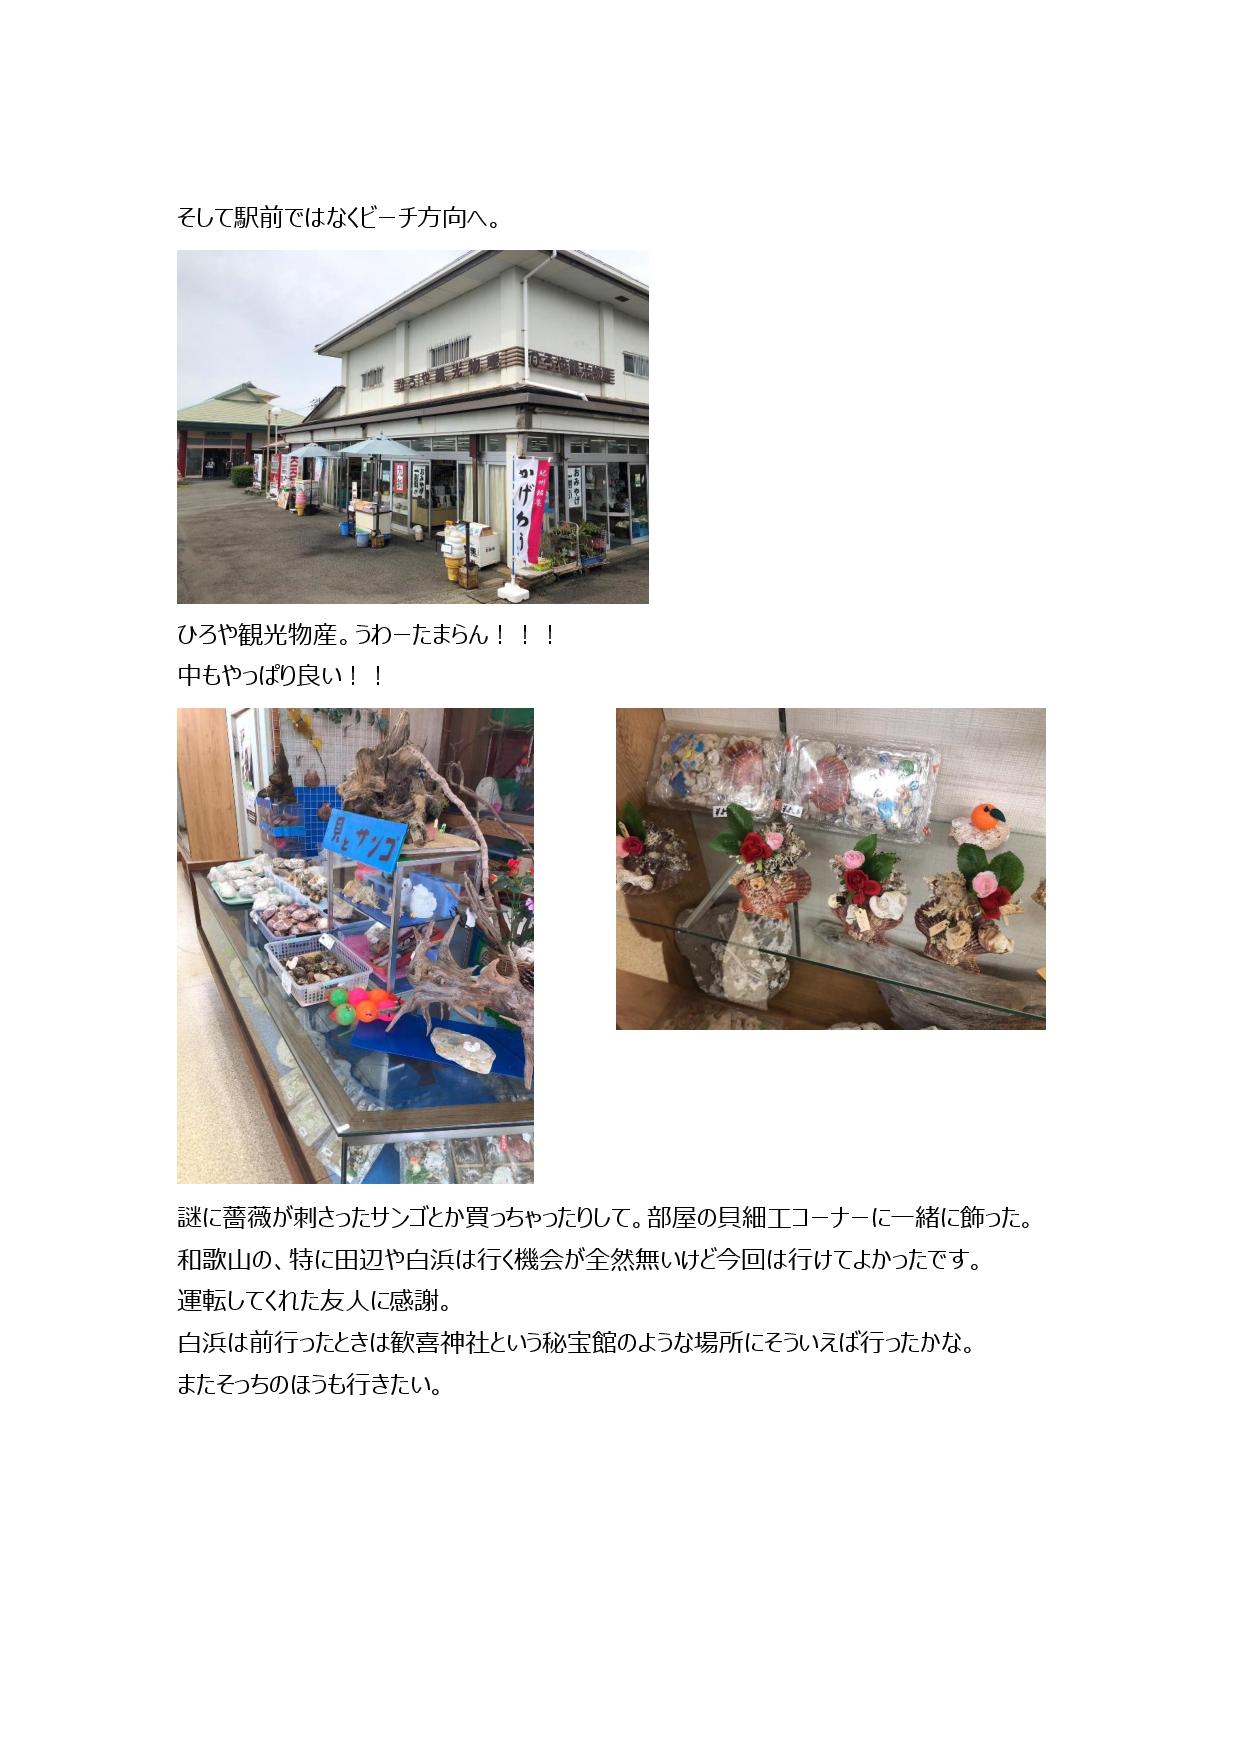 そして駅前ではなくビーチ方向へ。
ひろや観光物産
ひろや観光物産
紀州銘菓
かげろう
おみやげ
KIRIN
ひろや観光物産。うわーたまらん！！！
中もやっぱり良い！！
貝とサンゴ
謎に薔薇が刺さったサンゴとか買っちゃったりして。部屋の貝細工コーナーに一緒に飾った。
和歌山の、特に田辺や白浜は行く機会が全然無いけど今回は行けてよかったです。
運転してくれた友人に感謝。
白浜は前行ったときは歓喜神社という秘宝館のような場所にそういえば行ったかな。
またそっちのほうも行きたい。